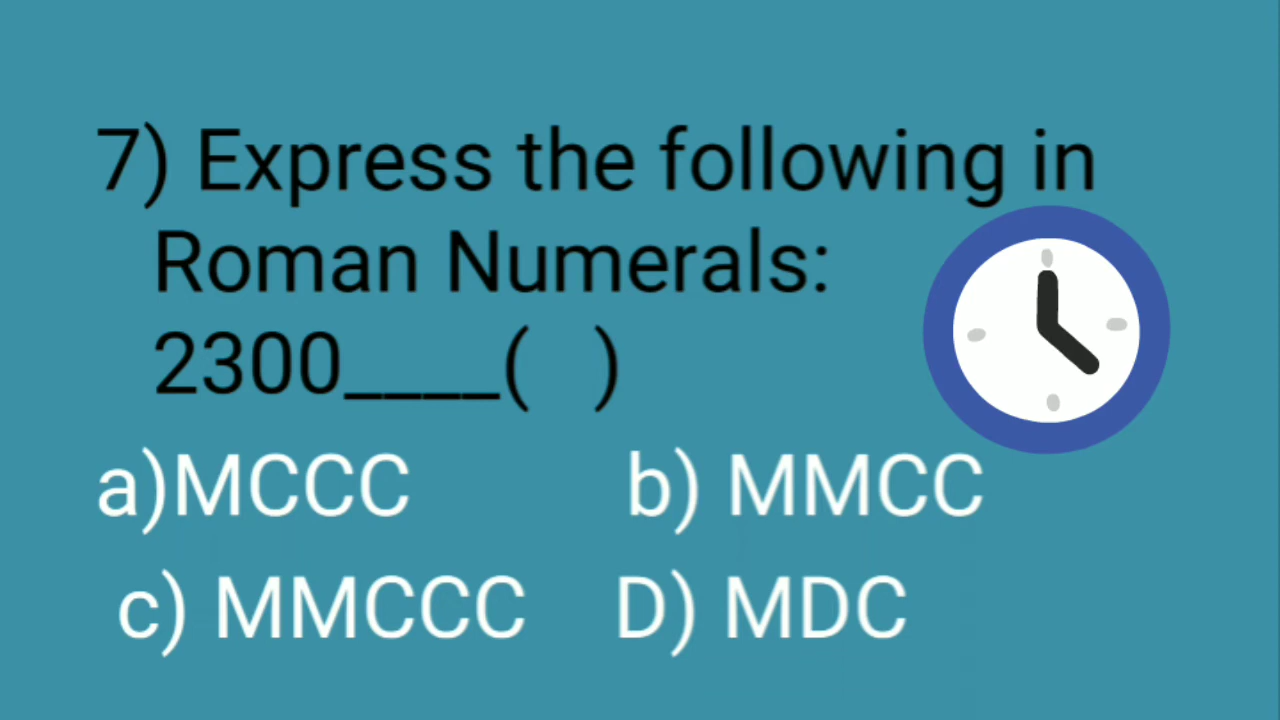 7) Express the following in
Roman Numerals:
2300____( )
a)MCCC b) MMCC
c) MMCCC D) MDC